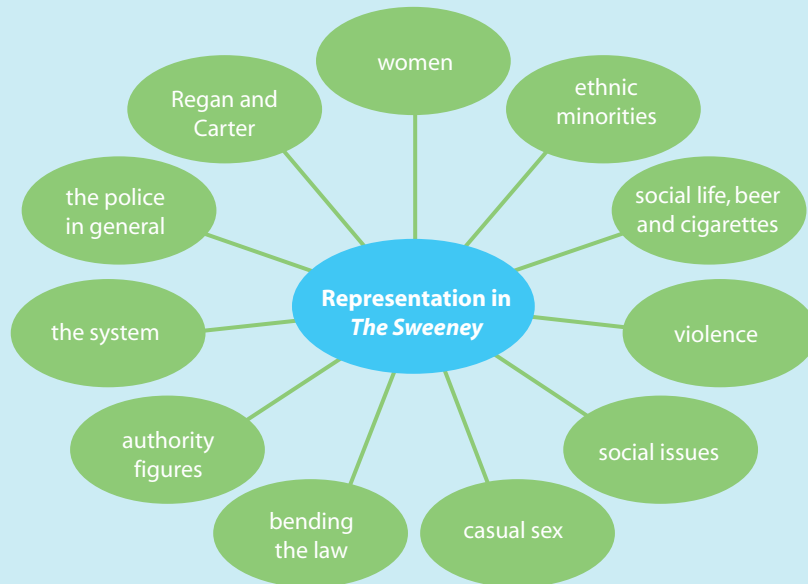 women
ethnic
minorities
social life, beer
and cigarettes
violence
social issues
casual sex
bending
the law
authority
figures
the system
the police
in general
Regan and
Carter
Representation in
The Sweeney